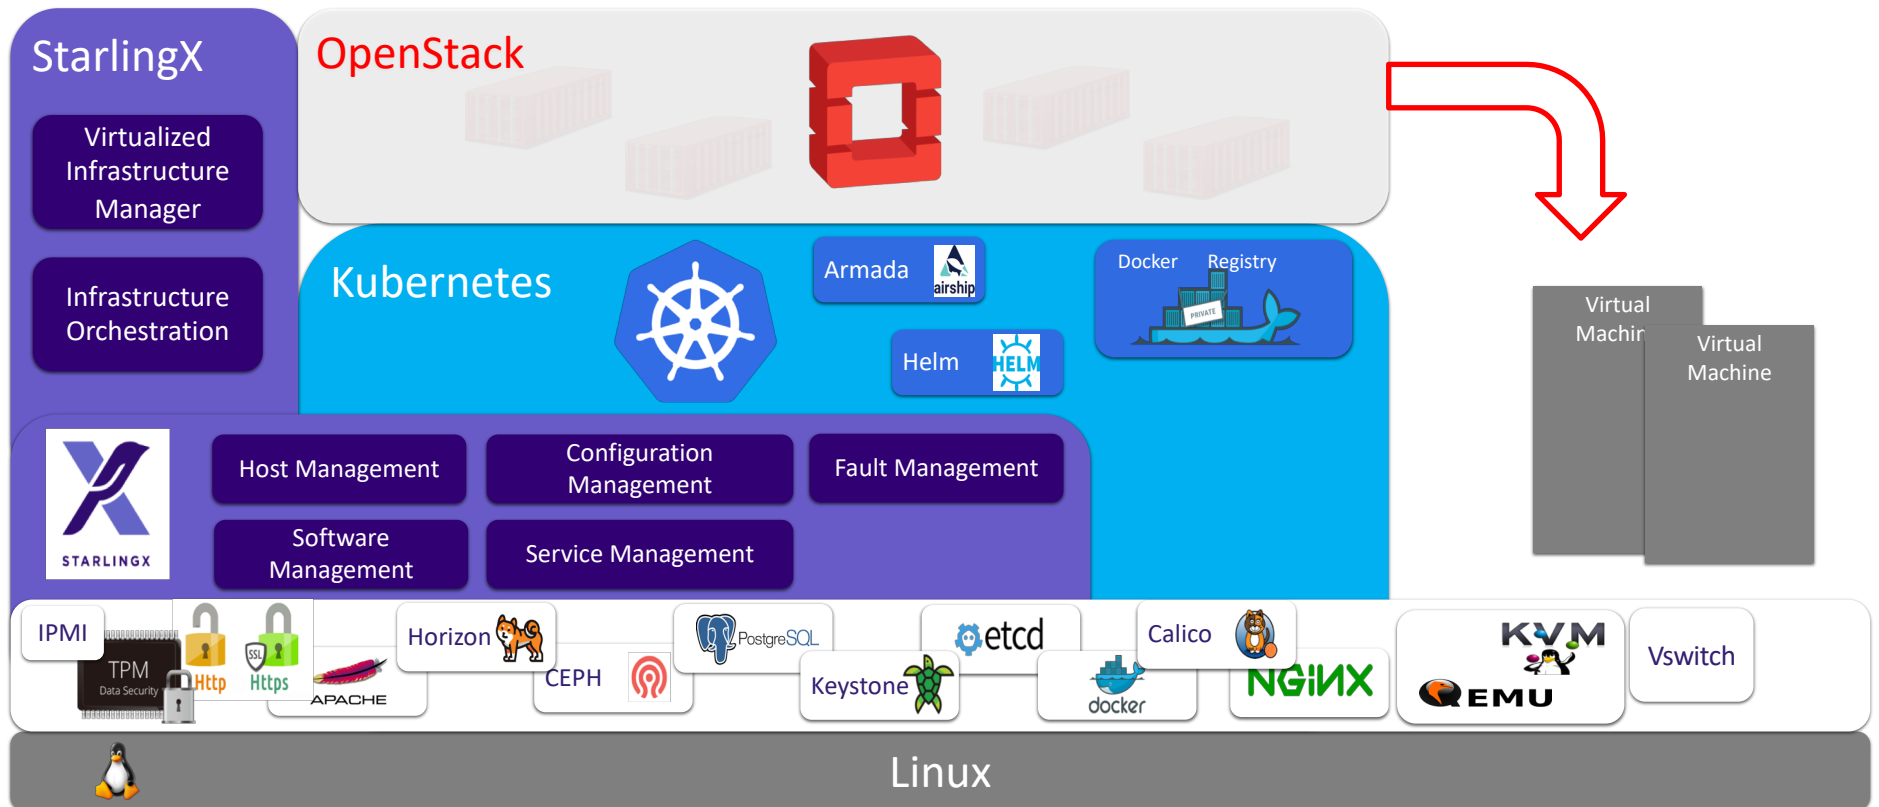 StarlingX
OpenStack
Virtualized
Infrastructure
Manager
Infrastructure
Orchestration
Kubernetes
Armada
airship
Helm
HELM
Docker Registry
PRIVATE
Virtual
Machin
Virtual
Machine
STARLINGX
Host Management
Configuration
Management
Fault Management
Software
Management
Service Management
IPMI
TPM
Data Security
Http
SSL
Https
APACHE
Horizon
CEPH
PostgreSQL
Keystone
etcd
docker
Calico
NGINX
KVM
QEMU
Vswitch
Linux